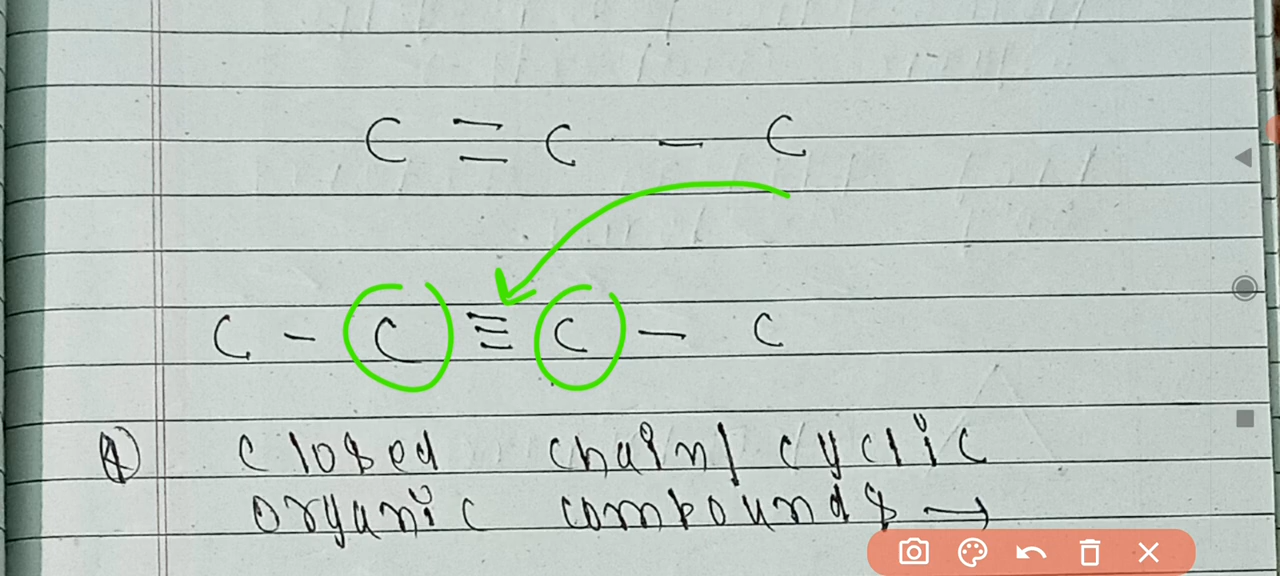 C = C - C
C - C ≡ C - C
④ closed chain/cyclic
organic compounds →